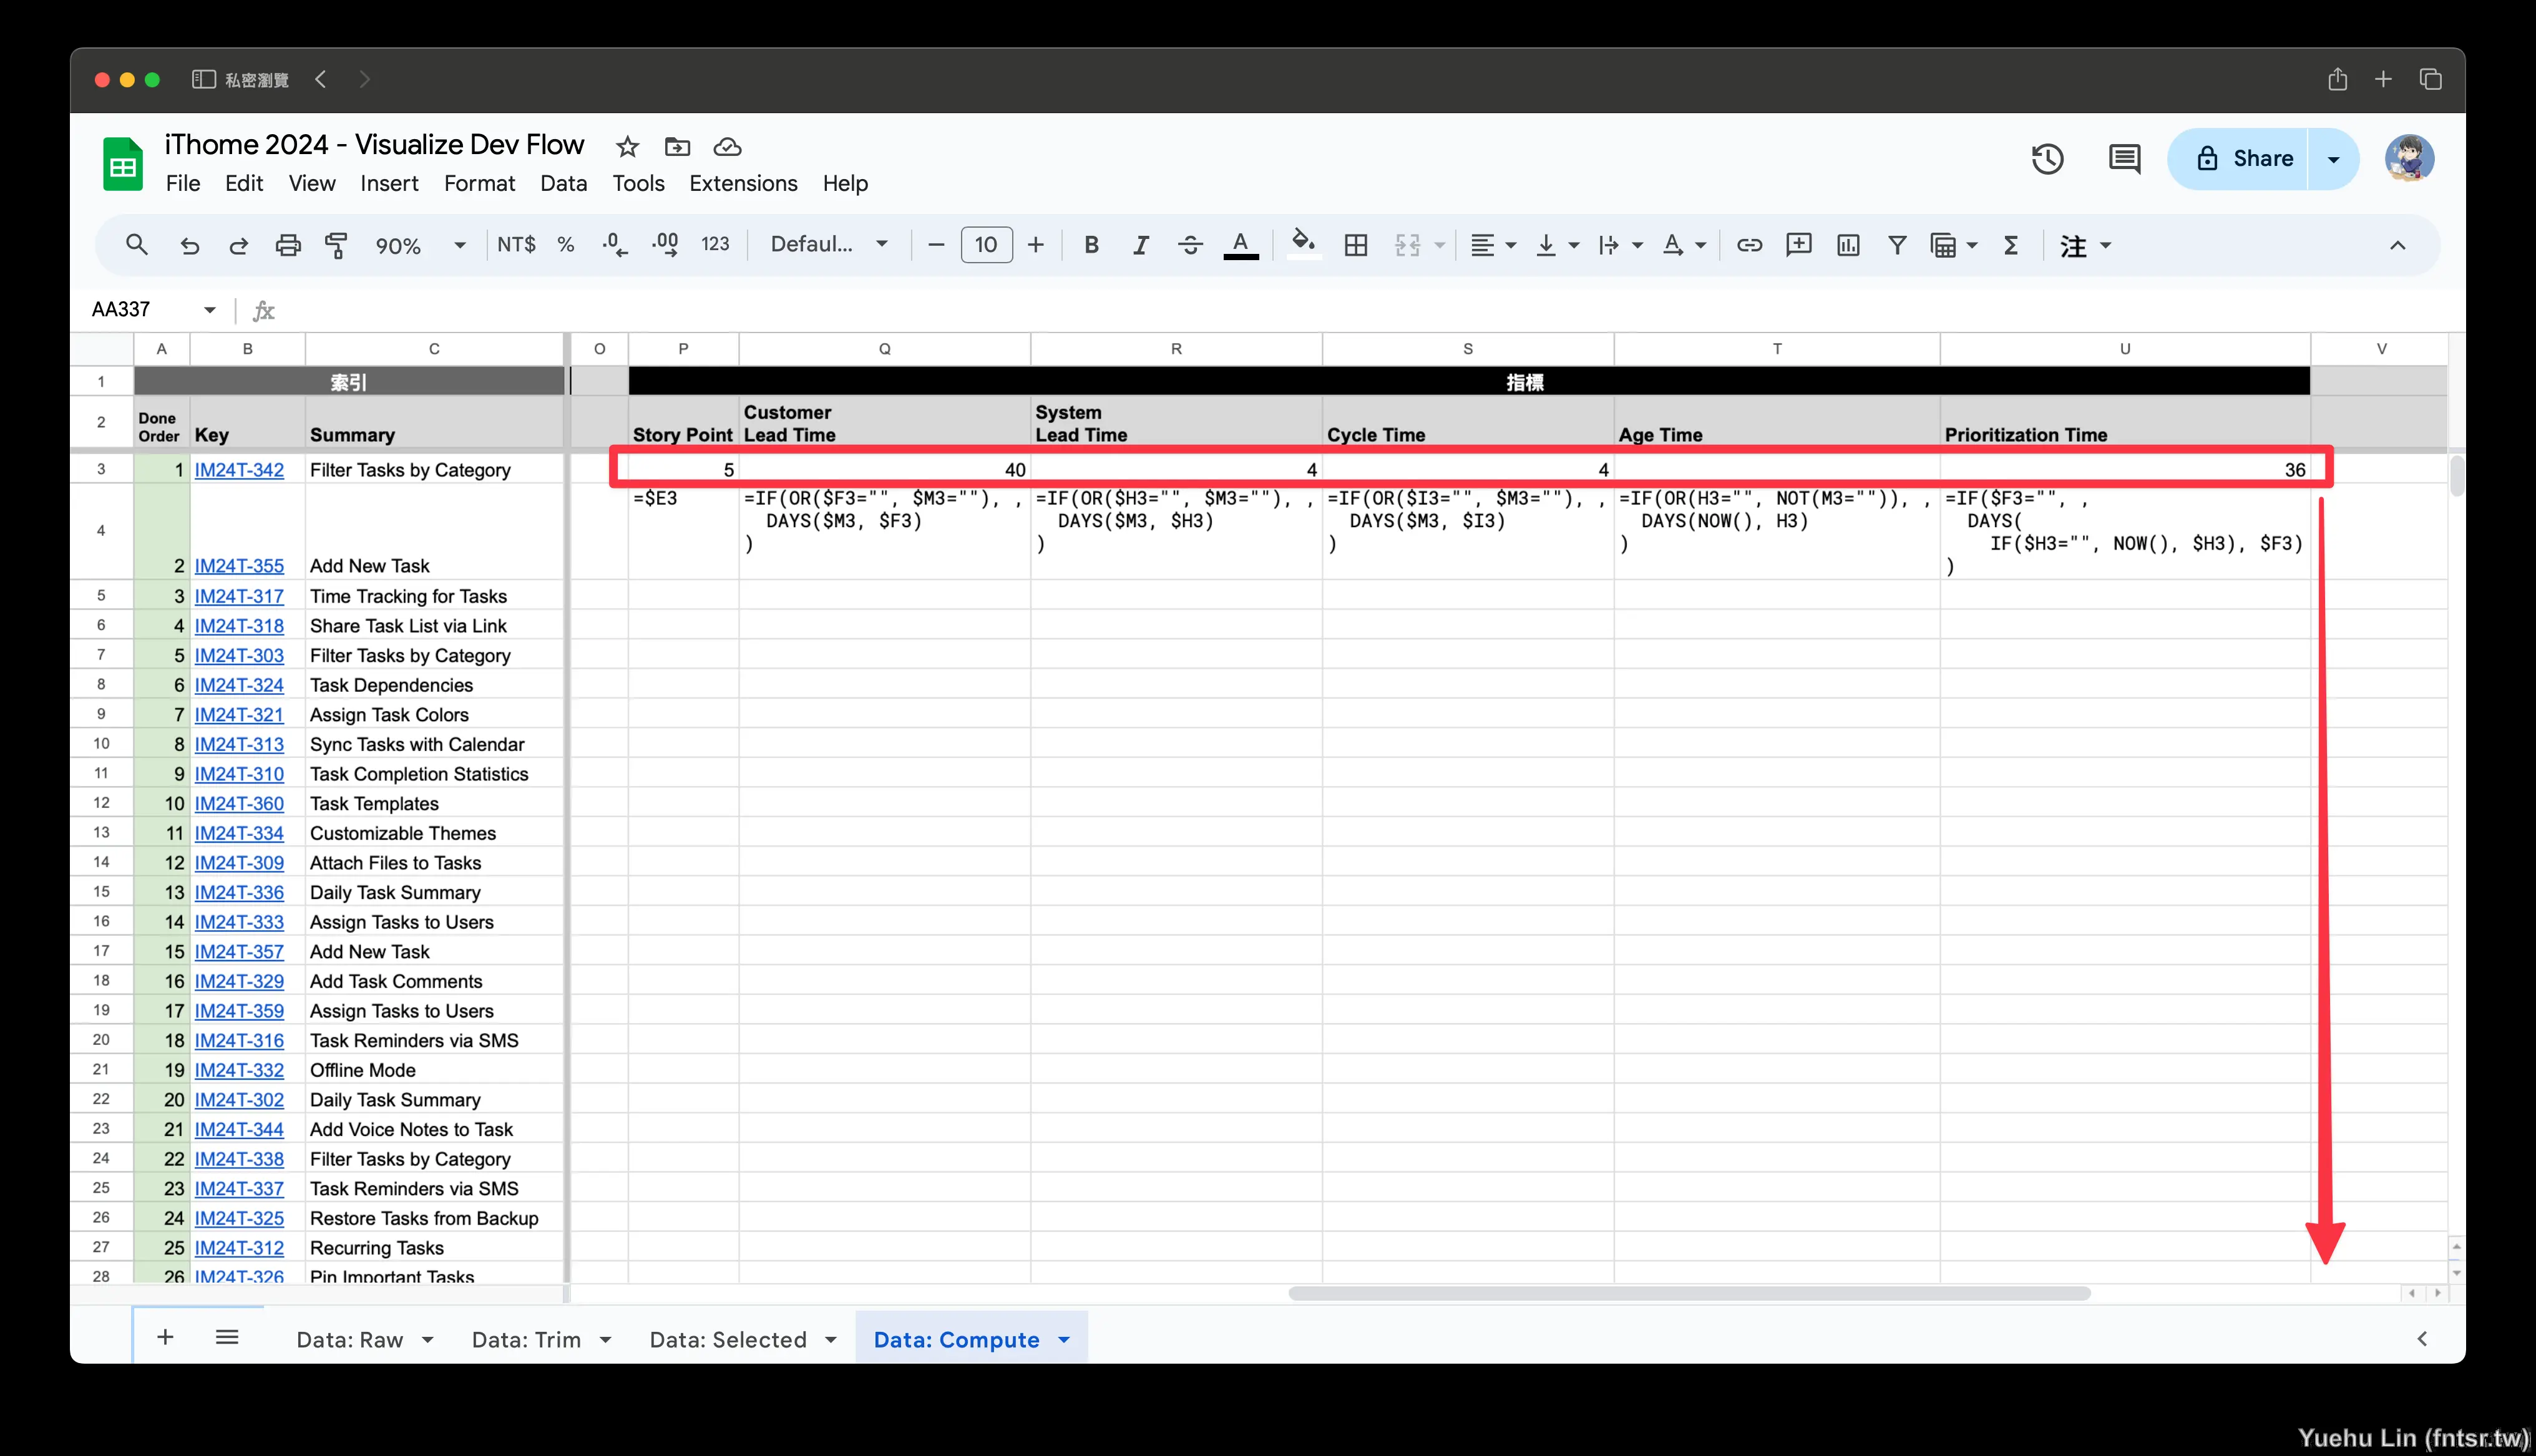 私密瀏覽
iThome 2024 - Visualize Dev Flow
File Edit View Insert Format Data Tools Extensions Help
Share
90% NT$ % .0 .00 123 Defaul... 10 B I A 注
AA337 fx
A B C O P Q R S T U V
1 索引 指標
2 Done Order Key Summary Story Point Customer Lead Time System Lead Time Cycle Time Age Time Prioritization Time
3 1 IM24T-342 Filter Tasks by Category 5 40 4 4 36
=$E3 =IF(OR($F3="", $M3=""), , =IF(OR($H3="", $M3=""), , =IF(OR($I3="", $M3=""), , =IF(OR(H3="", NOT(M3="")), , =IF($F3="", ,
DAYS($M3, $F3) DAYS($M3, $H3) DAYS($M3, $I3) DAYS(NOW(), H3) DAYS(
) ) ) ) IF($H3="", NOW(), $H3), $F3)
)
4 2 IM24T-355 Add New Task
5 3 IM24T-317 Time Tracking for Tasks
6 4 IM24T-318 Share Task List via Link
7 5 IM24T-303 Filter Tasks by Category
8 6 IM24T-324 Task Dependencies
9 7 IM24T-321 Assign Task Colors
10 8 IM24T-313 Sync Tasks with Calendar
11 9 IM24T-310 Task Completion Statistics
12 10 IM24T-360 Task Templates
13 11 IM24T-334 Customizable Themes
14 12 IM24T-309 Attach Files to Tasks
15 13 IM24T-336 Daily Task Summary
16 14 IM24T-333 Assign Tasks to Users
17 15 IM24T-357 Add New Task
18 16 IM24T-329 Add Task Comments
19 17 IM24T-359 Assign Tasks to Users
20 18 IM24T-316 Task Reminders via SMS
21 19 IM24T-332 Offline Mode
22 20 IM24T-302 Daily Task Summary
23 21 IM24T-344 Add Voice Notes to Task
24 22 IM24T-338 Filter Tasks by Category
25 23 IM24T-337 Task Reminders via SMS
26 24 IM24T-325 Restore Tasks from Backup
27 25 IM24T-312 Recurring Tasks
28 26 IM24T-326 Pin Important Tasks
Data: Raw Data: Trim Data: Selected Data: Compute
Yuehu Lin (fntsr.tw)